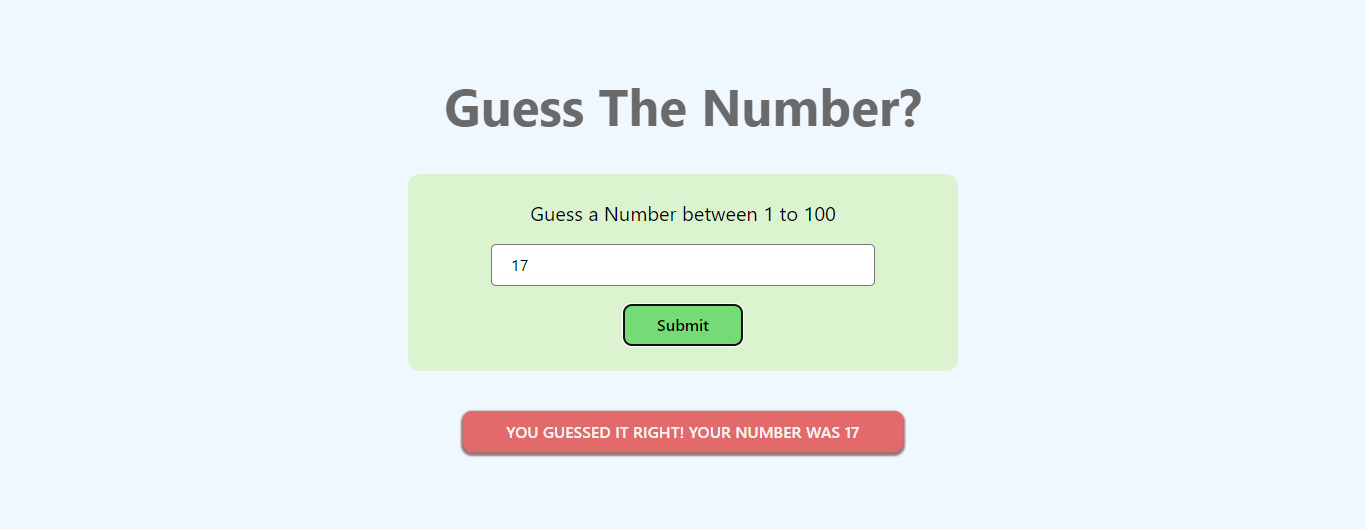 Guess The Number?
Guess a Number between 1 to 100
17
Submit
YOU GUESSED IT RIGHT! YOUR NUMBER WAS 17